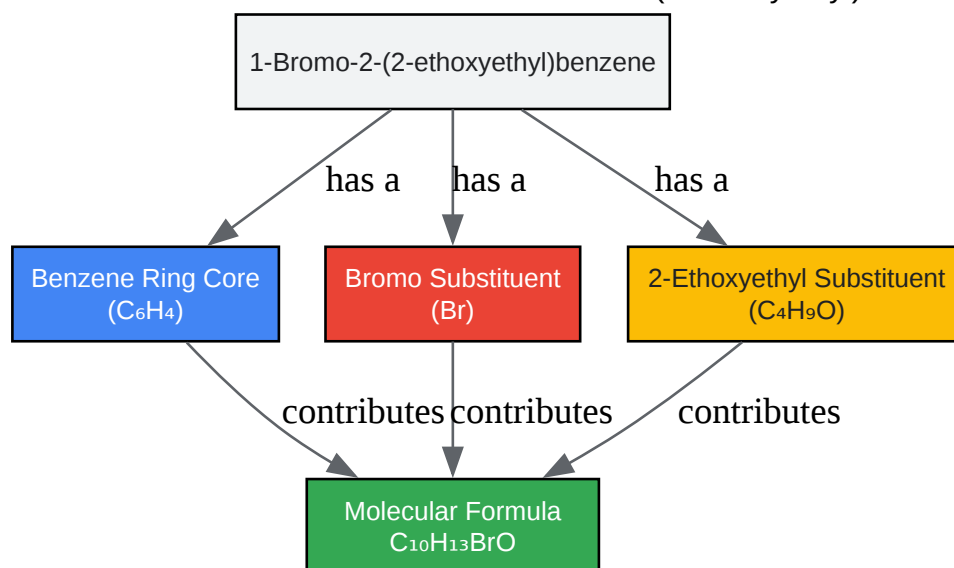 1-Bromo-2-(2-ethoxyethyl)benzene
has a
has a
has a
Benzene Ring Core
(C₆H₄)
Bromo Substituent
(Br)
2-Ethoxyethyl Substituent
(C₄H₉O)
contributes
contributes
contributes
Molecular Formula
C₁₀H₁₃BrO